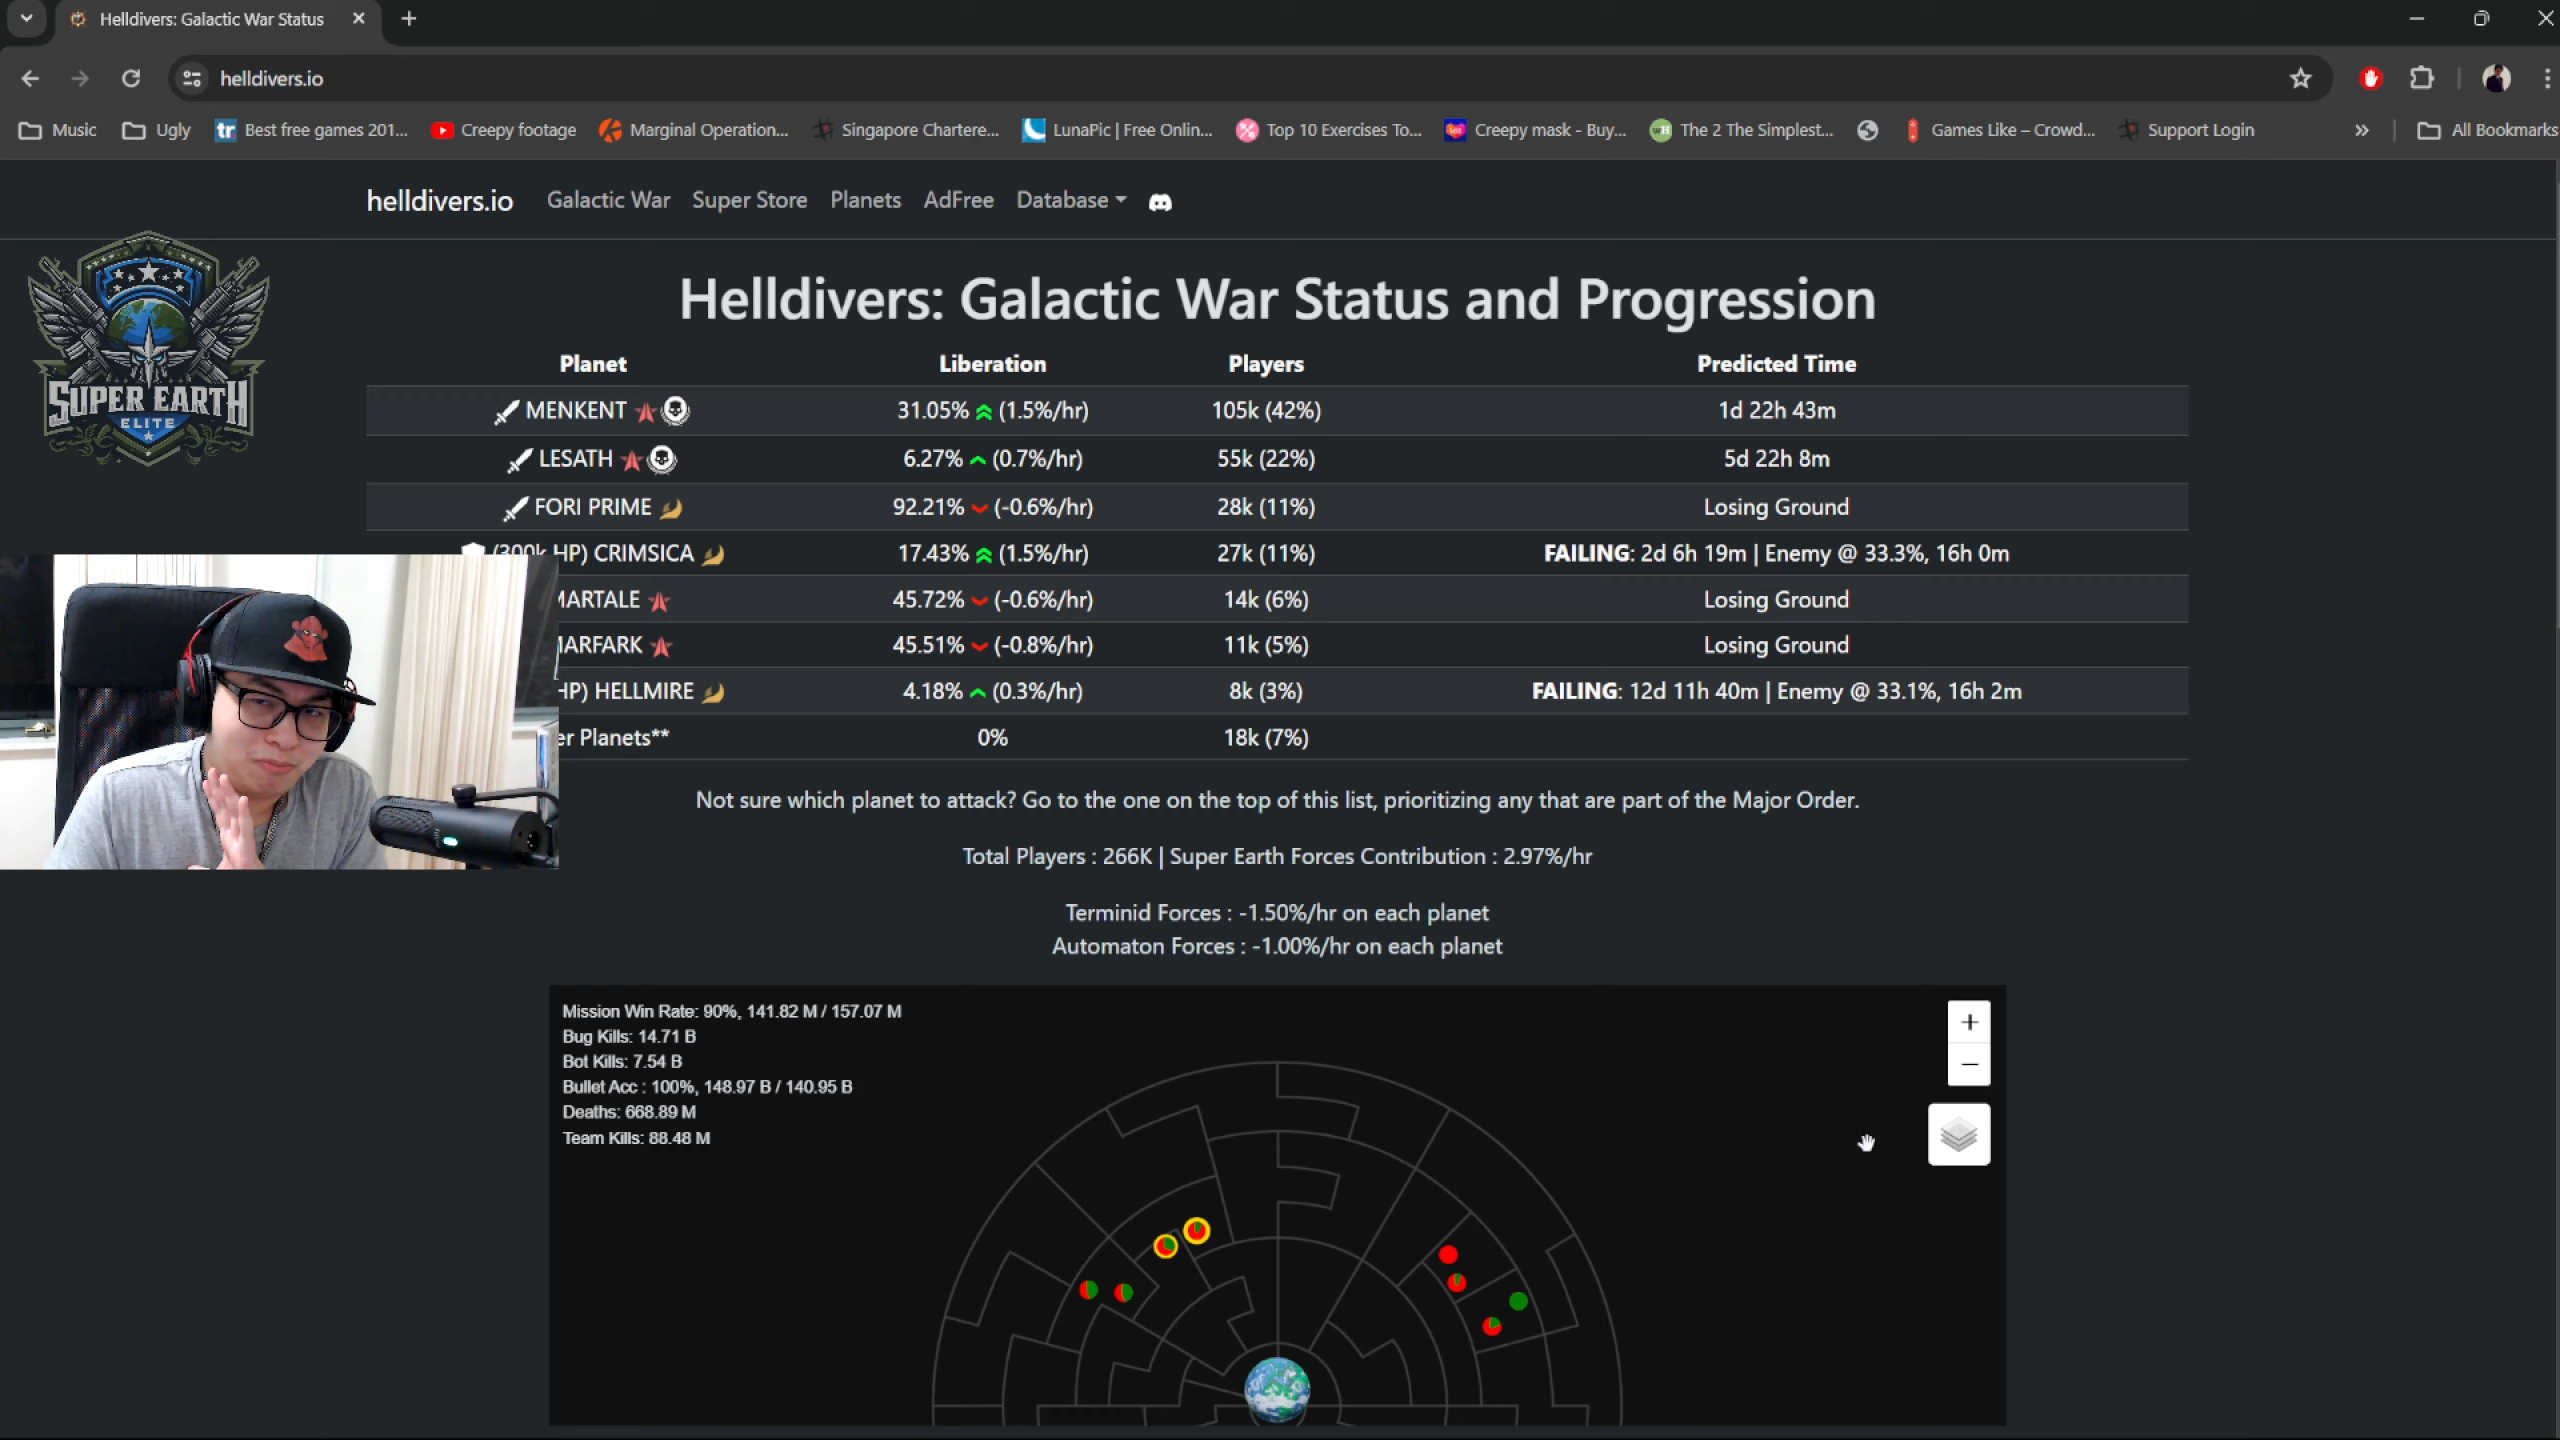 Helldivers: Galactic War Status
helldivers.io
Music
Ugly
Best free games 201...
Creepy footage
Marginal Operation...
Singapore Chartere...
LunaPic | Free Onlin...
Top 10 Exercises To...
Creepy mask - Buy...
The 2 The Simplest...
Games Like – Crowd...
Support Login
All Bookmarks
helldivers.io Galactic War Super Store Planets AdFree Database
SUPER EARTH
ELITE
Helldivers: Galactic War Status and Progression
Planet Liberation Players Predicted Time
MENKENT 31.05% (1.5%/hr) 105k (42%) 1d 22h 43m
LESATH 6.27% (0.7%/hr) 55k (22%) 5d 22h 8m
FORI PRIME 92.21% (-0.6%/hr) 28k (11%) Losing Ground
(300k HP) CRIMSICA 17.43% (1.5%/hr) 27k (11%) FAILING: 2d 6h 19m | Enemy @ 33.3%, 16h 0m
ARTALE 45.72% (-0.6%/hr) 14k (6%) Losing Ground
ARFARK 45.51% (-0.8%/hr) 11k (5%) Losing Ground
HP) HELLMIRE 4.18% (0.3%/hr) 8k (3%) FAILING: 12d 11h 40m | Enemy @ 33.1%, 16h 2m
er Planets** 0% 18k (7%)
Not sure which planet to attack? Go to the one on the top of this list, prioritizing any that are part of the Major Order.
Total Players : 266K | Super Earth Forces Contribution : 2.97%/hr
Terminid Forces : -1.50%/hr on each planet
Automaton Forces : -1.00%/hr on each planet
Mission Win Rate: 90%, 141.82 M / 157.07 M
Bug Kills: 14.71 B
Bot Kills: 7.54 B
Bullet Acc : 100%, 148.97 B / 140.95 B
Deaths: 668.89 M
Team Kills: 88.48 M